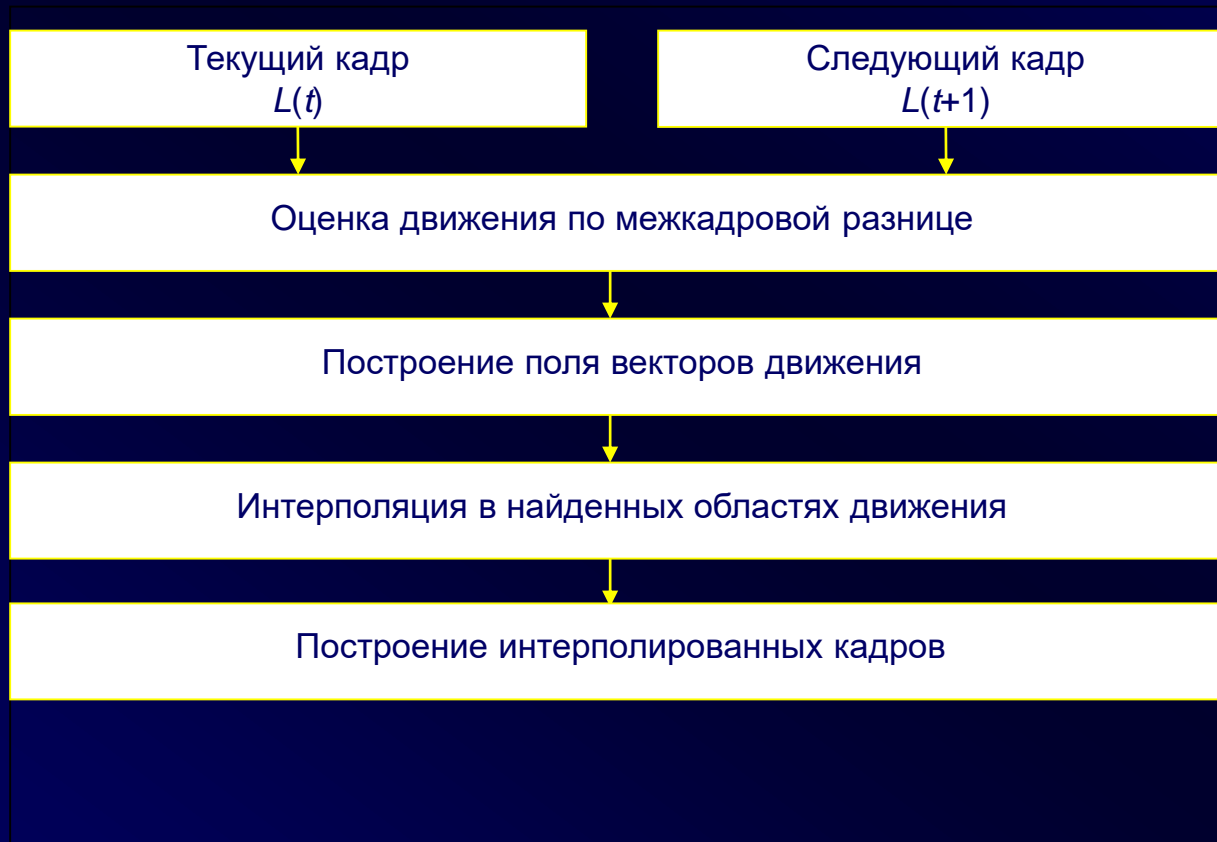 Текущий кадр
L(t)
Следующий кадр
L(t+1)
Оценка движения по межкадровой разнице
Построение поля векторов движения
Интерполяция в найденных областях движения
Построение интерполированных кадров